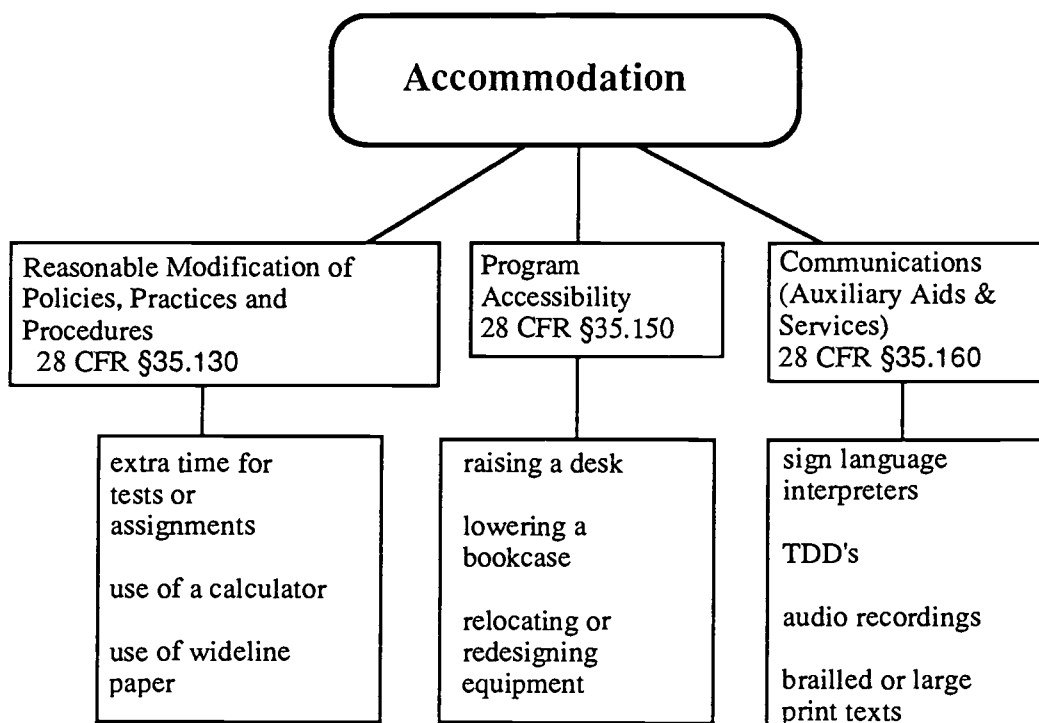 Accommodation
Reasonable Modification of
Policies, Practices and
Procedures
28 CFR §35.130
Program
Accessibility
28 CFR §35.150
Communications
(Auxiliary Aids &
Services)
28 CFR §35.160
extra time for
tests or
assignments
use of a calculator
use of wideline
paper
raising a desk
lowering a
bookcase
relocating or
redesigning
equipment
sign language
interpreters
TDD's
audio recordings
brailled or large
print texts